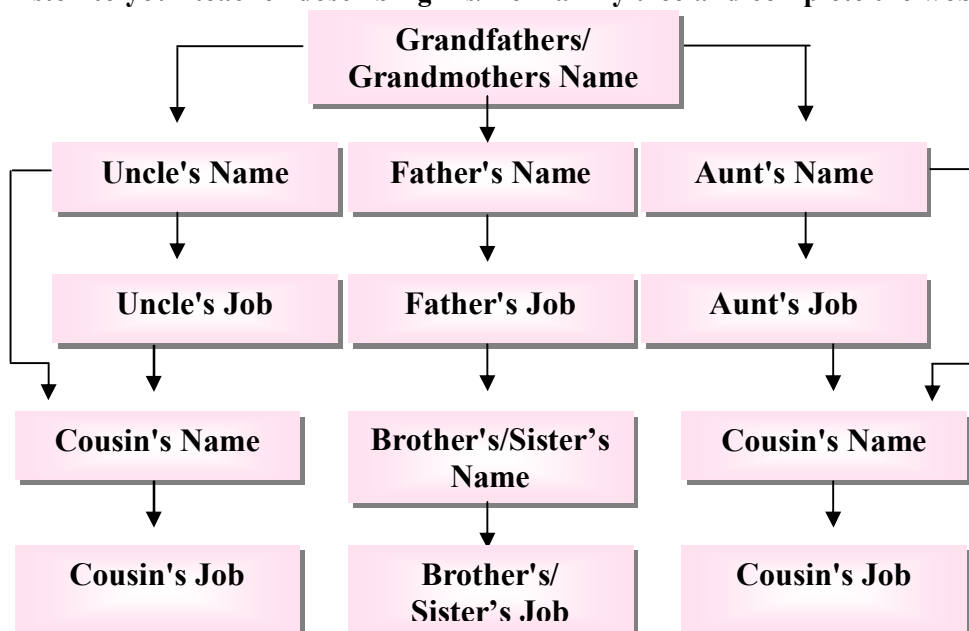 Grandfathers/
Grandmothers Name
Uncle's Name
Father's Name
Aunt's Name
Uncle's Job
Father's Job
Aunt's Job
Cousin's Name
Brother's/Sister’s
Name
Cousin's Name
Cousin's Job
Brother's/
Sister’s Job
Cousin's Job